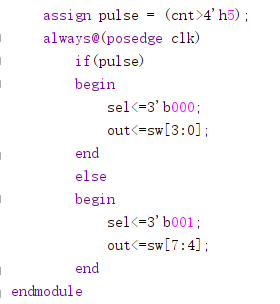 assign pulse = (cnt>4'h5);
always@(posedge clk)
if(pulse)
begin
sel<=3'b000;
out<=sw[3:0];
end
else
begin
sel<=3'b001;
out<=sw[7:4];
end
endmodule